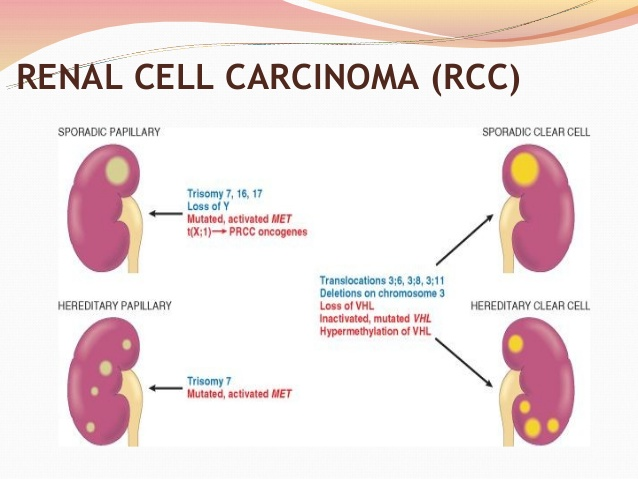 RENAL CELL CARCINOMA (RCC)
SPORADIC PAPILLARY
SPORADIC CLEAR CELL
Trisomy 7, 16, 17
Loss of Y
Mutated, activated MET
t(X;1)→ PRCC oncogenes
Translocations 3;6, 3;8, 3;11
Deletions on chromosome 3
Loss of VHL
Inactivated, mutated VHL
Hypermethylation of VHL
HEREDITARY PAPILLARY
HEREDITARY CLEAR CELL
Trisomy 7
Mutated, activated MET